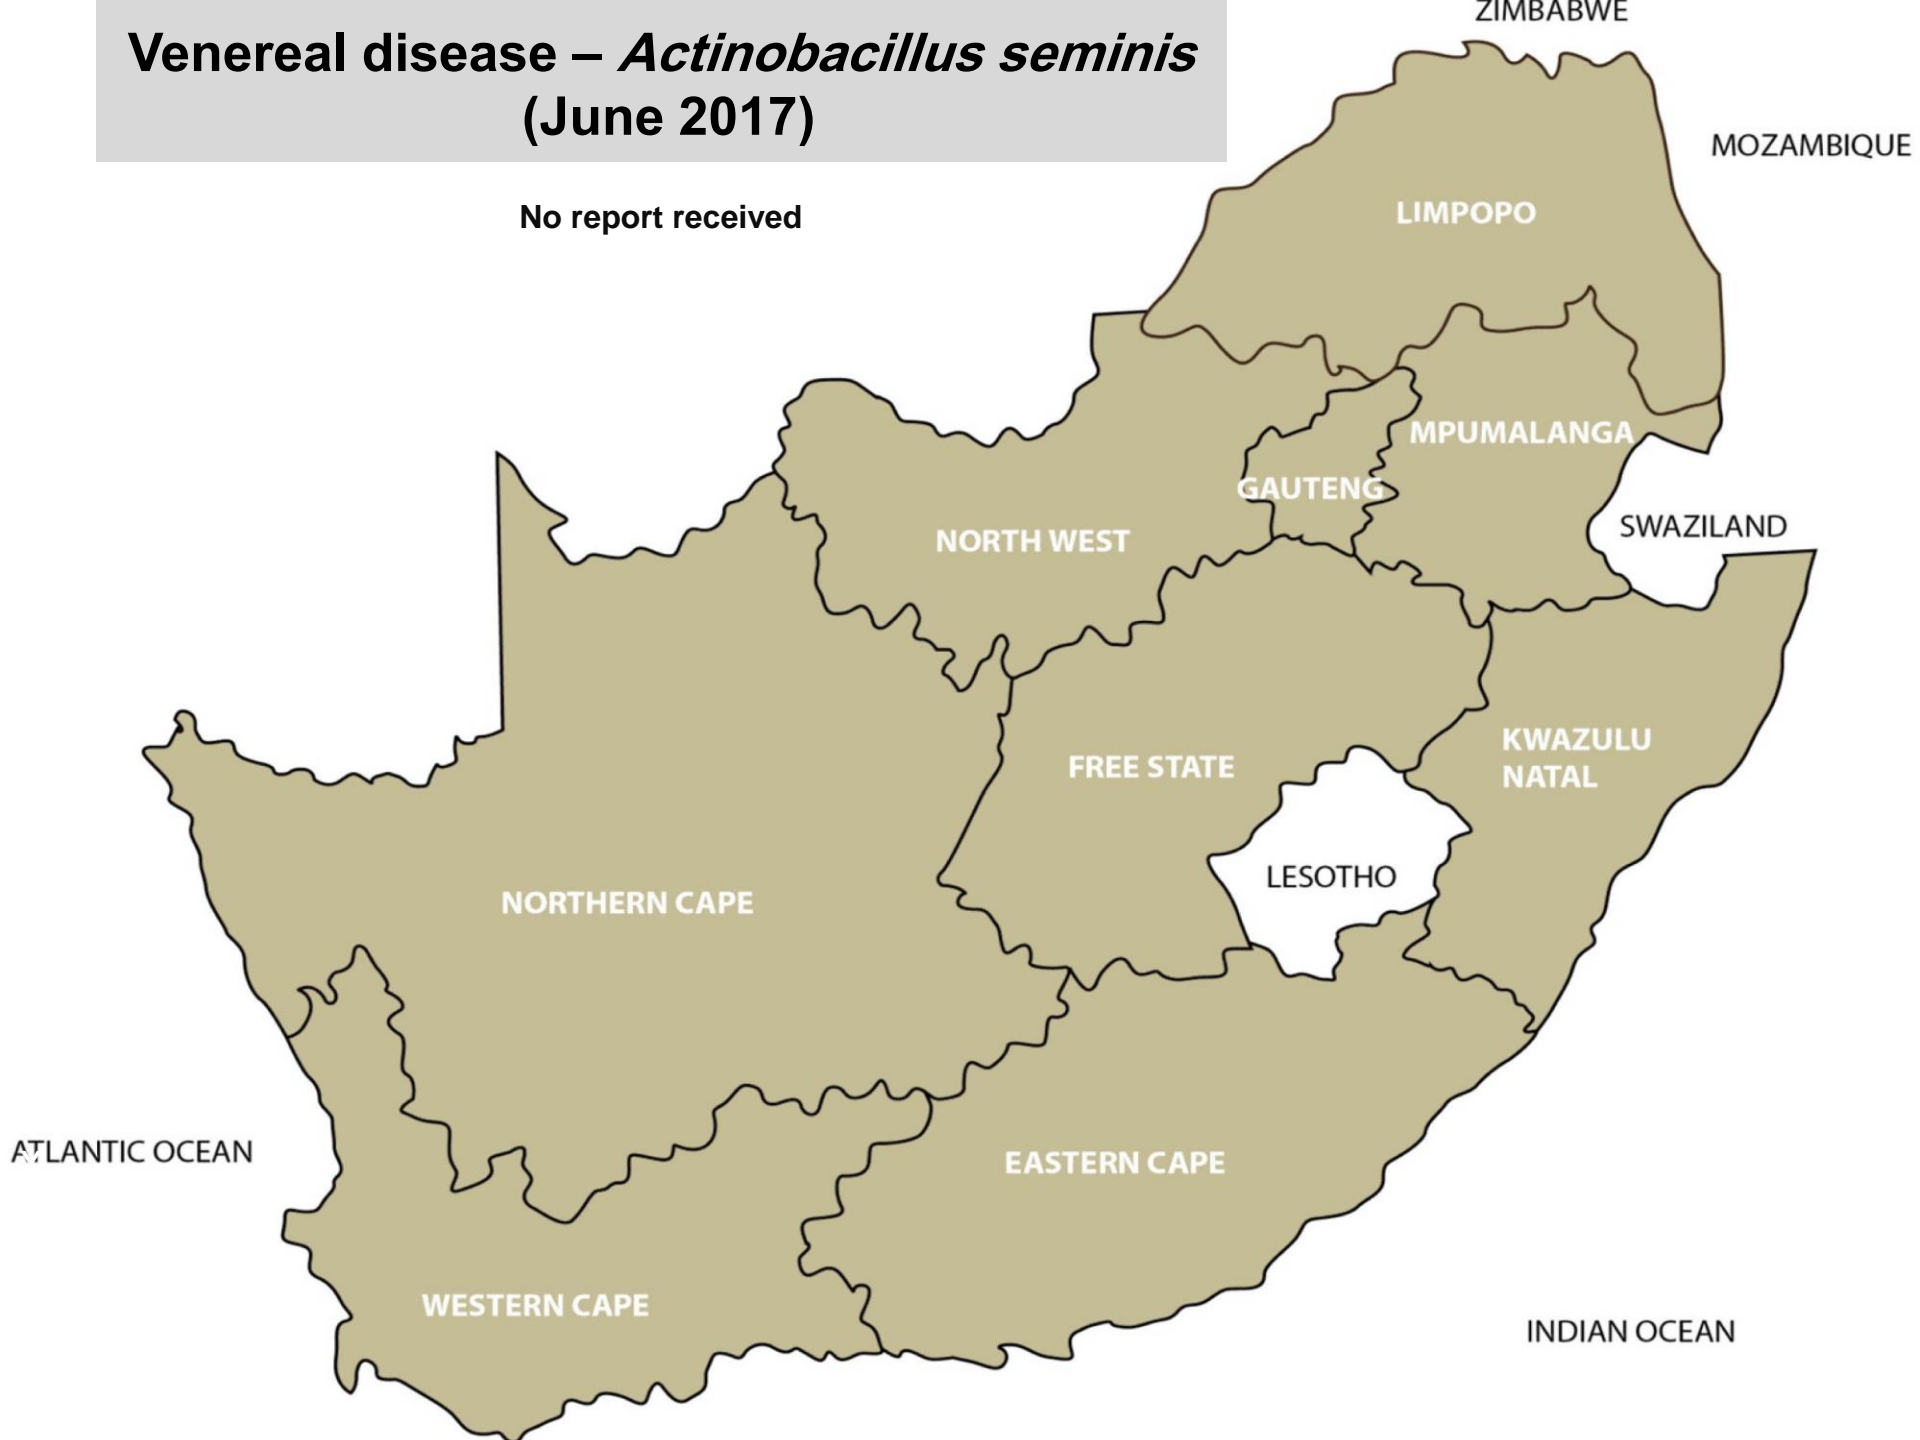 ZIMBABWE
Venereal disease – Actinobacillus seminis
(June 2017)
MOZAMBIQUE
No report received
LIMPOPO
MPUMALANGA
GAUTENG
NORTH WEST
SWAZILAND
KWAZULU
NATAL
FREE STATE
LESOTHO
NORTHERN CAPE
ATLANTIC OCEAN
EASTERN CAPE
WESTERN CAPE
INDIAN OCEAN